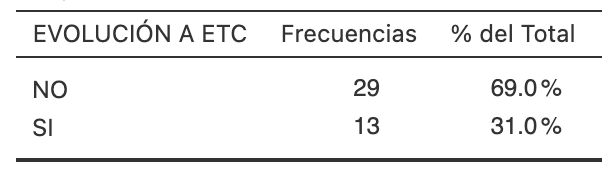 EVOLUCIÓN A ETC Frecuencias % del Total
NO 29 69.0 %
SI 13 31.0 %